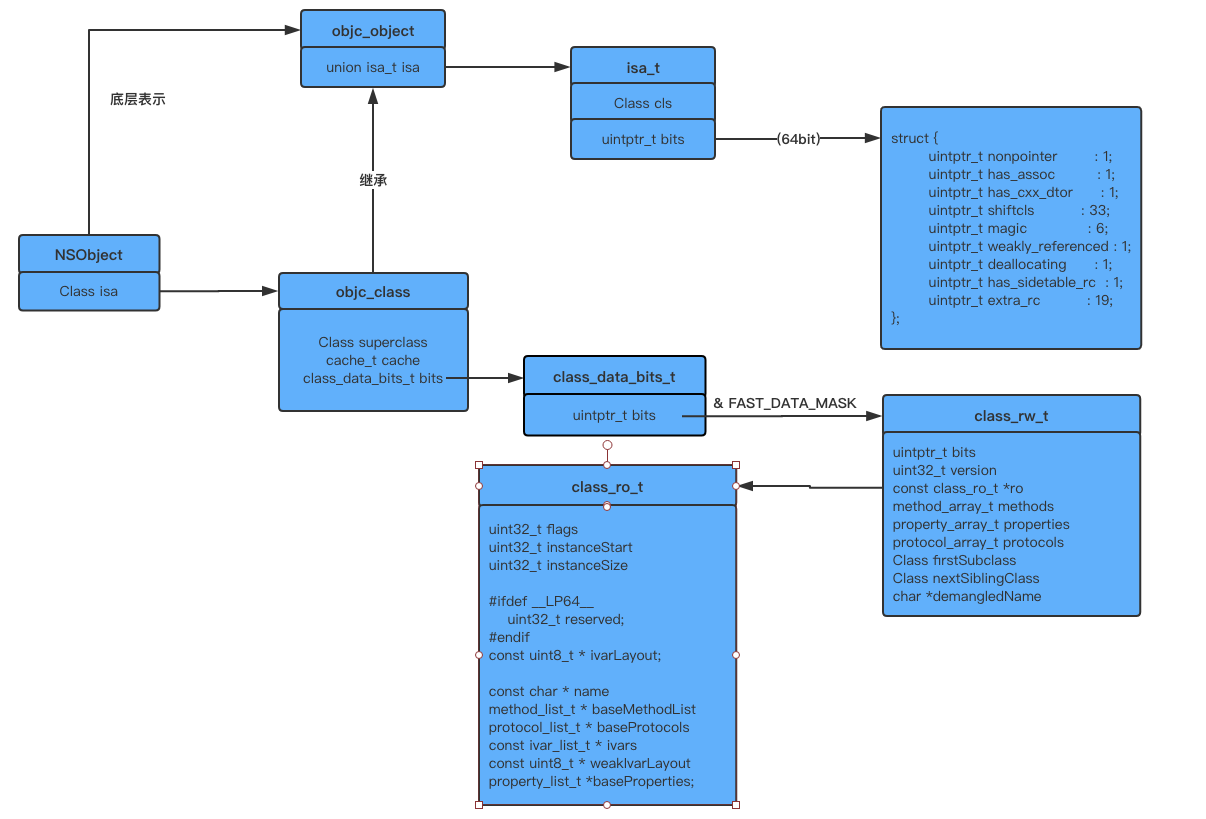 objc_object
union isa_t isa
底层表示
isa_t
Class cls
uintptr_t bits
(64bit)
struct {
uintptr_t nonpointer : 1;
uintptr_t has_assoc : 1;
uintptr_t has_cxx_dtor : 1;
uintptr_t shiftcls : 33;
uintptr_t magic : 6;
uintptr_t weakly_referenced : 1;
uintptr_t deallocating : 1;
uintptr_t has_sidetable_rc : 1;
uintptr_t extra_rc : 19;
};
继承
NSObject
Class isa
objc_class
Class superclass
cache_t cache
class_data_bits_t bits
class_data_bits_t
uintptr_t bits
& FAST_DATA_MASK
class_rw_t
uintptr_t bits
uint32_t version
const class_ro_t *ro
method_array_t methods
property_array_t properties
protocol_array_t protocols
Class firstSubclass
Class nextSiblingClass
char *demangledName
class_ro_t
uint32_t flags
uint32_t instanceStart
uint32_t instanceSize
#ifdef __LP64__
uint32_t reserved;
#endif
const uint8_t * ivarLayout;
const char * name
method_list_t * baseMethodList
protocol_list_t * baseProtocols
const ivar_list_t * ivars
const uint8_t * weakIvarLayout
property_list_t *baseProperties;